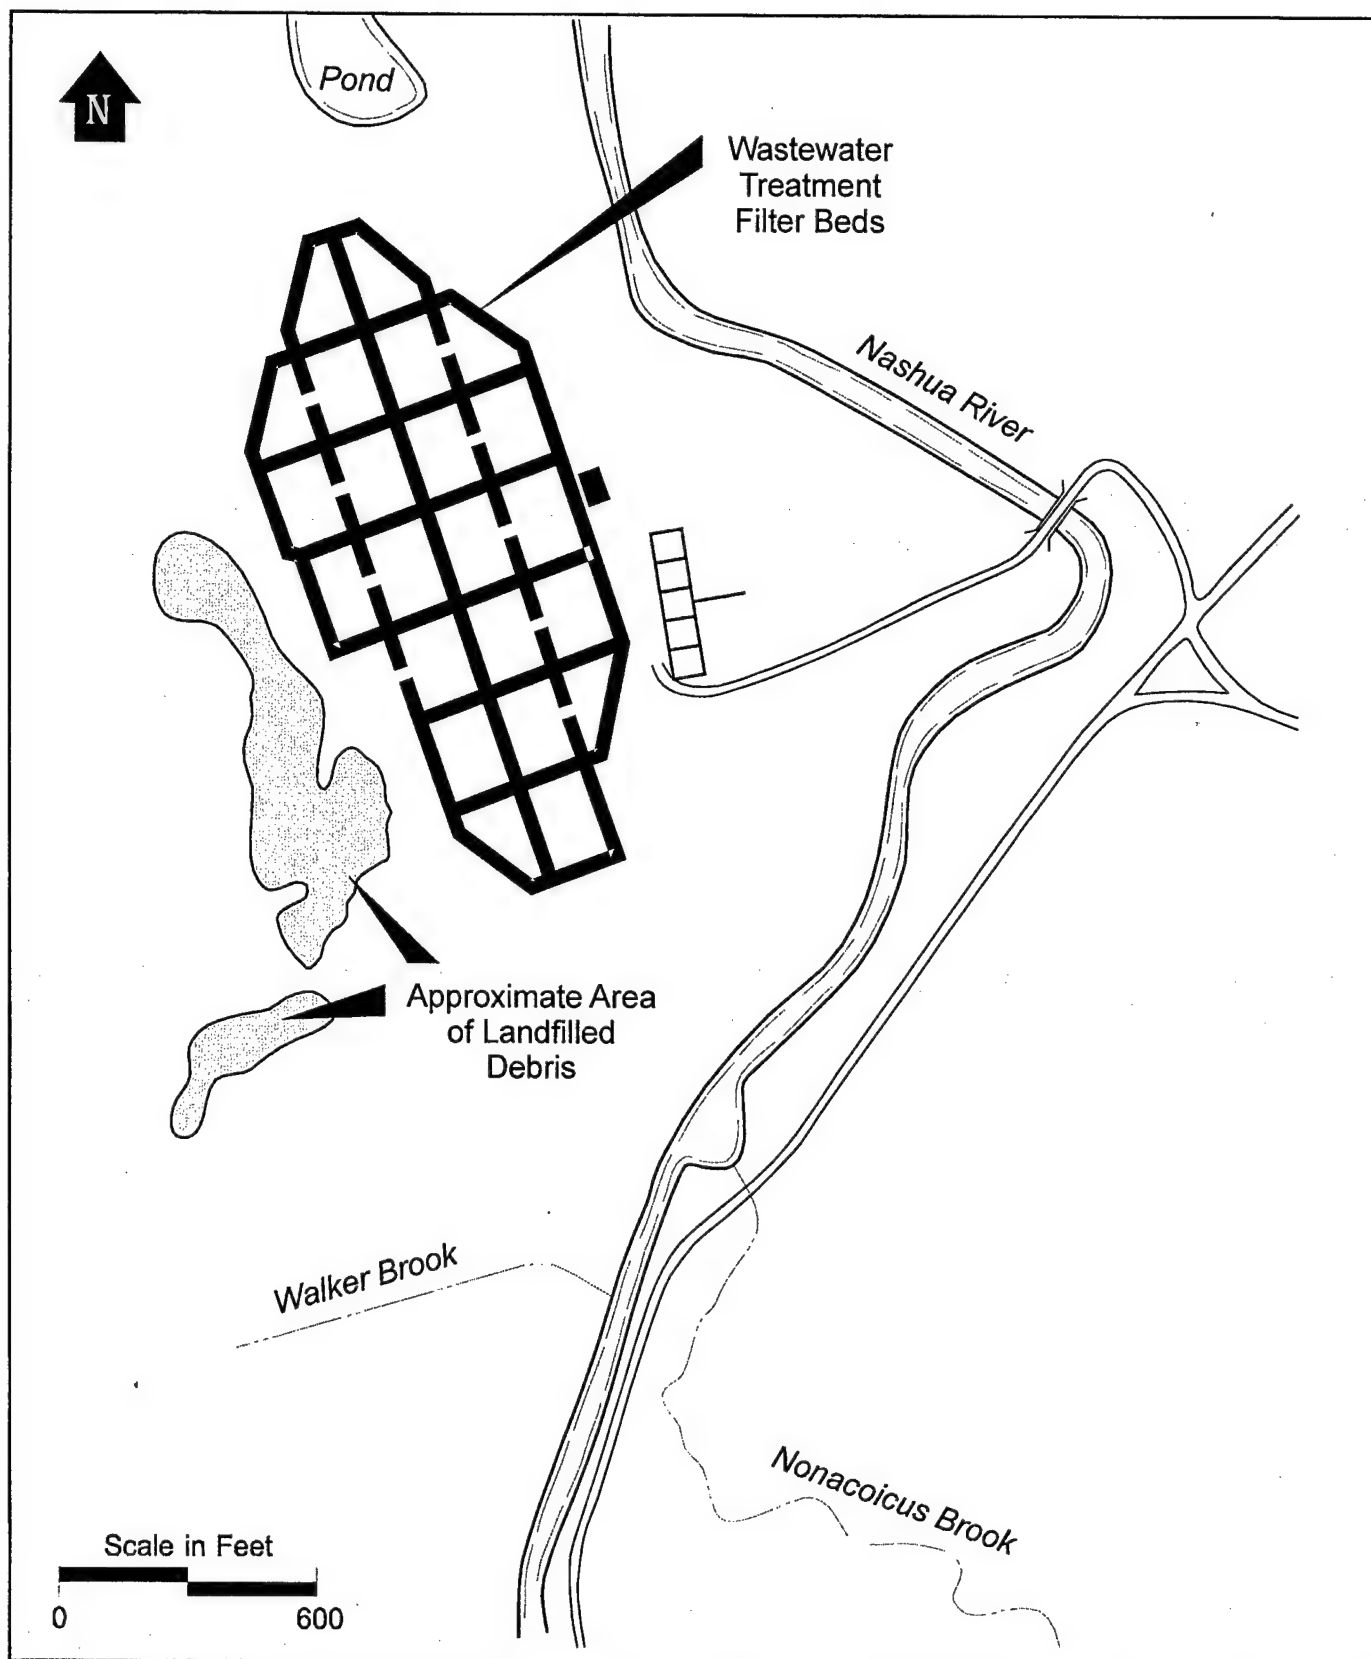 N
Pond
Wastewater
Treatment
Filter Beds
Nashua River
Approximate Area
of Landfilled
Debris
Walker Brook
Nonacoicus Brook
Scale in Feet
0 600